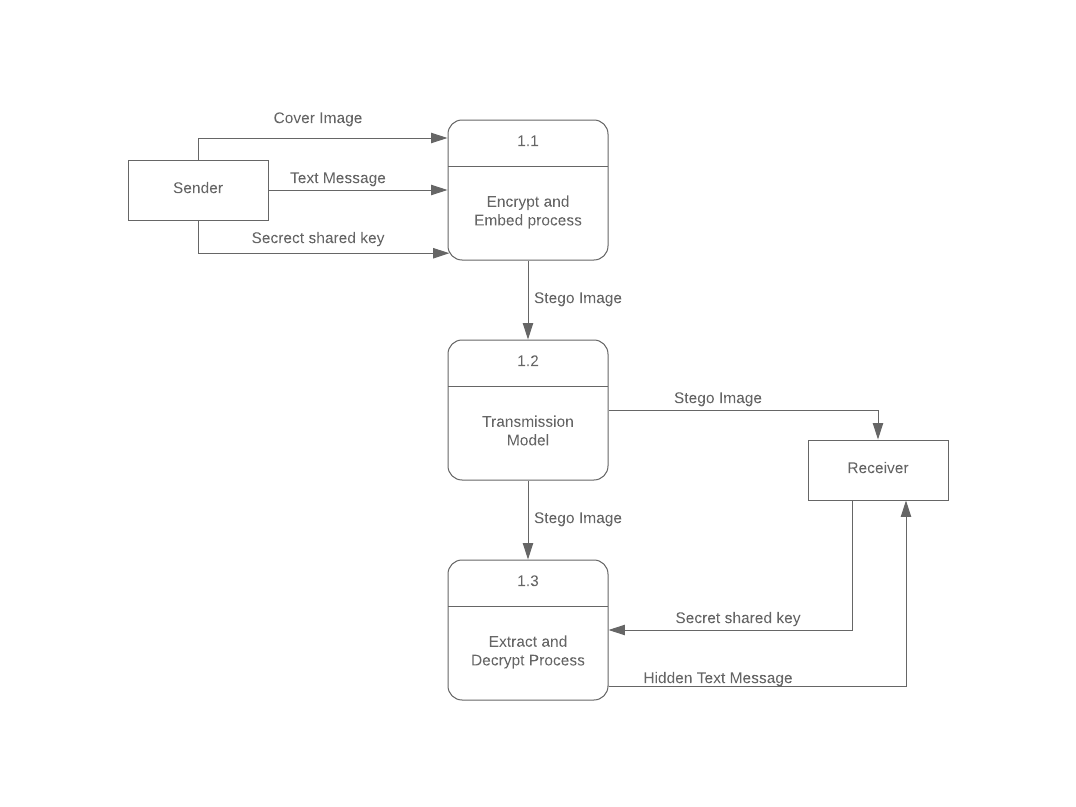 Cover Image
1.1
Sender
Text Message
Encrypt and
Embed process
Secrect shared key
Stego Image
1.2
Transmission
Model
Stego Image
Receiver
Stego Image
1.3
Extract and
Decrypt Process
Secret shared key
Hidden Text Message